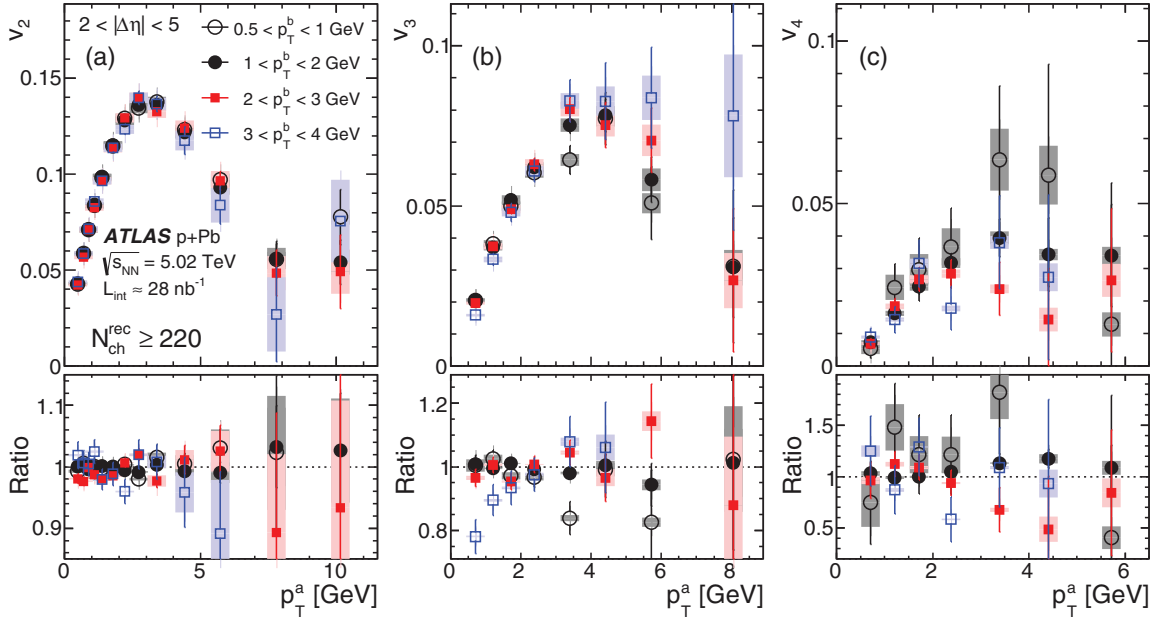 v₂
2 < |Δη| < 5
(a)
0.5 < p_T^b < 1 GeV
1 < p_T^b < 2 GeV
2 < p_T^b < 3 GeV
3 < p_T^b < 4 GeV
ATLAS p+Pb
√s_NN = 5.02 TeV
L_int ≈ 28 nb⁻¹
N_ch^rec ≥ 220
0.15
0.1
0.05
0
Ratio
1.1
1
0.9
0 5 10
p_T^a [GeV]
v₃
(b)
0.1
0.05
0
Ratio
1.2
1.0
0.8
0 2 4 6 8
p_T^a [GeV]
v₄
(c)
0.1
0.05
0
Ratio
1.5
1
0.5
0 2 4 6
p_T^a [GeV]